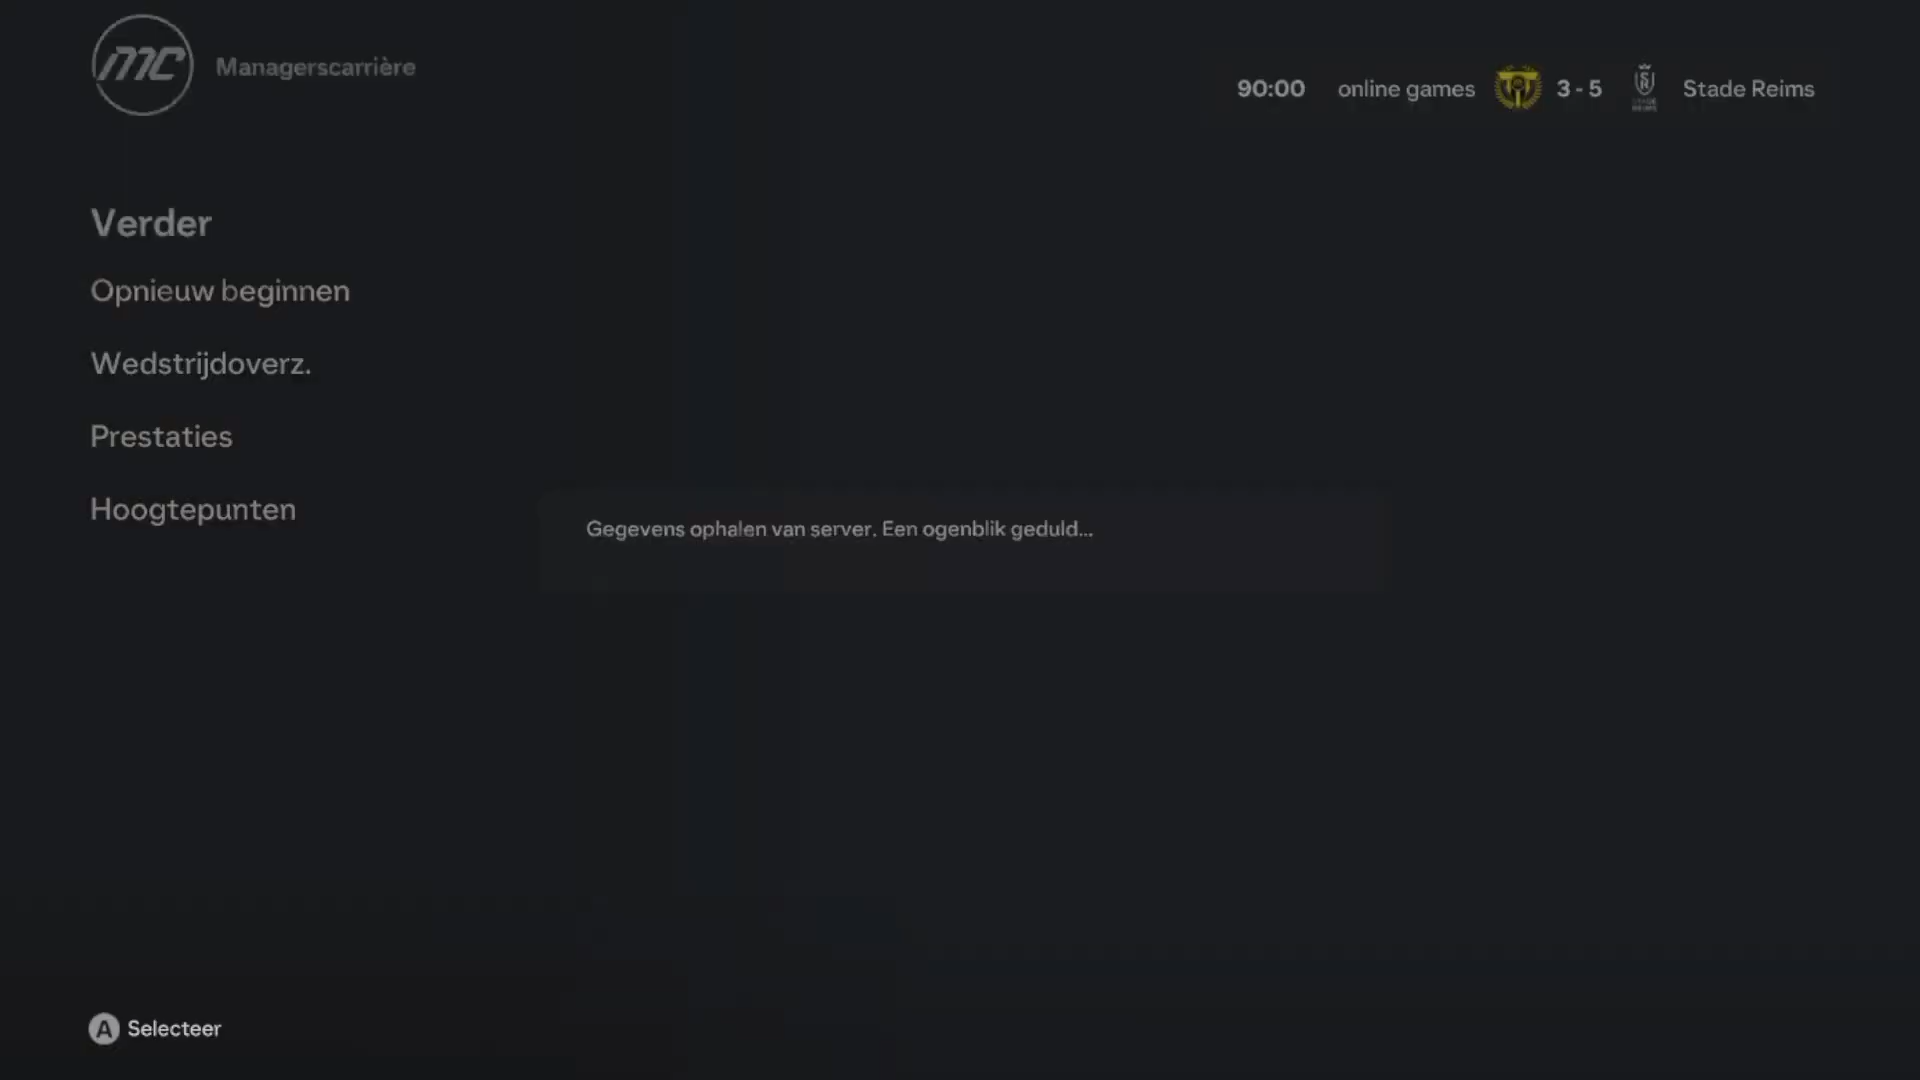 MC Managerscarrière
90:00 online games 3 - 5 Stade Reims
Verder
Opnieuw beginnen
Wedstrijdoverz.
Prestaties
Hoogtepunten
Gegevens ophalen van server. Een ogenblik geduld...
A Selecteer